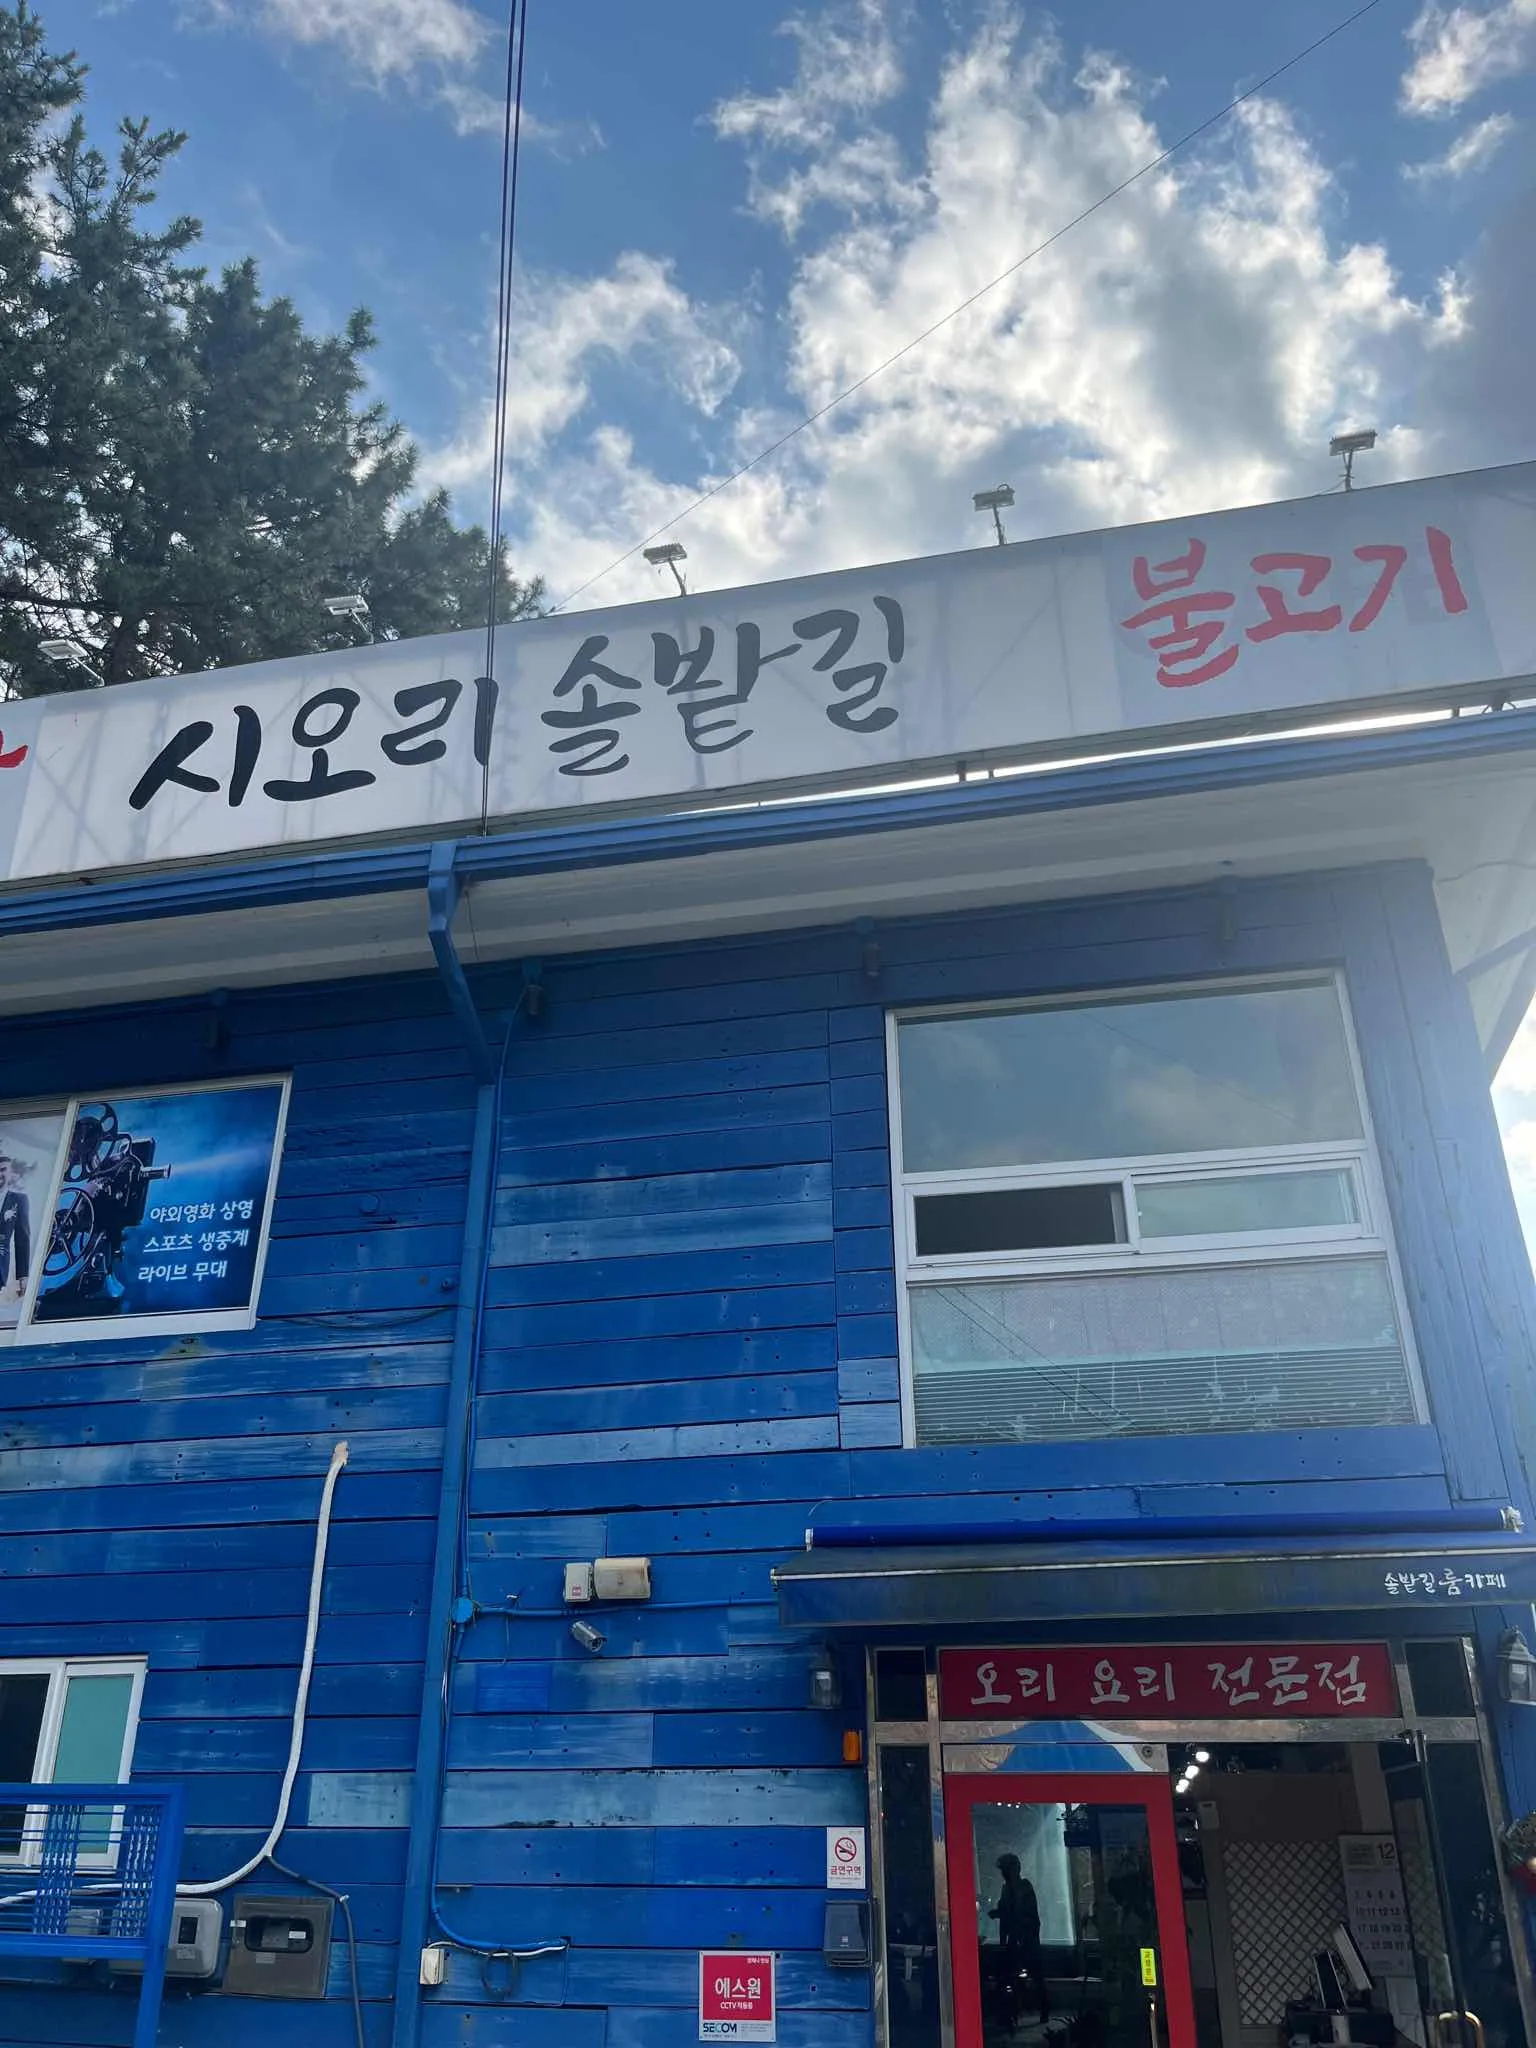 시오리 솔밭길 불고기
야외영화 상영
스포츠 생중계
라이브 무대
솔밭길 룸카페
오리 요리 전문점
금연구역
12
에스원
CCTV 작동중
SECOM